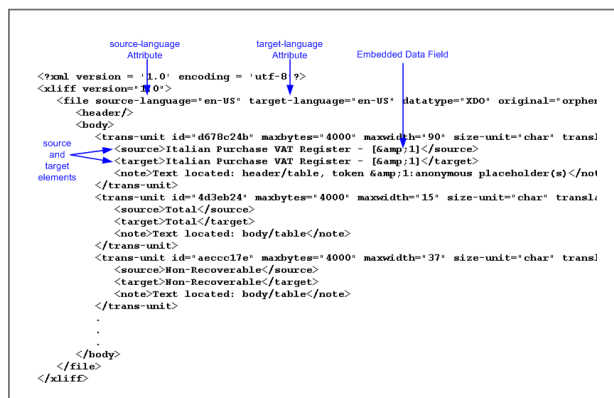 source-language
Attribute
target-language
Attribute
Embedded Data Field
<?xml version = '1.0' encoding = 'utf-8'?>
<xliff version="1.0">
<file source-language="en-US" target-language="en-US" datatype="XDO" original="orphen
<header/>
<body>
<trans-unit id="d678c24b" maxbytes="4000" maxwidth="90" size-unit="char" transl
source
and
target
elements
<source>Italian Purchase VAT Register - [&amp;1]</source>
<target>Italian Purchase VAT Register - [&amp;1]</target>
<note>Text located: header/table, token &amp;1:anonymous placeholder(s)</not
</trans-unit>
<trans-unit id="4d3eb24" maxbytes="4000" maxwidth="15" size-unit="char" transla
<source>Total</source>
<target>Total</target>
<note>Text located: body/table</note>
</trans-unit>
<trans-unit id="aeccc17e" maxbytes="4000" maxwidth="37" size-unit="char" transl
<source>Non-Recoverable</source>
<target>Non-Recoverable</target>
<note>Text located: body/table</note>
</trans-unit>
.
.
.
</body>
</file>
</xliff>